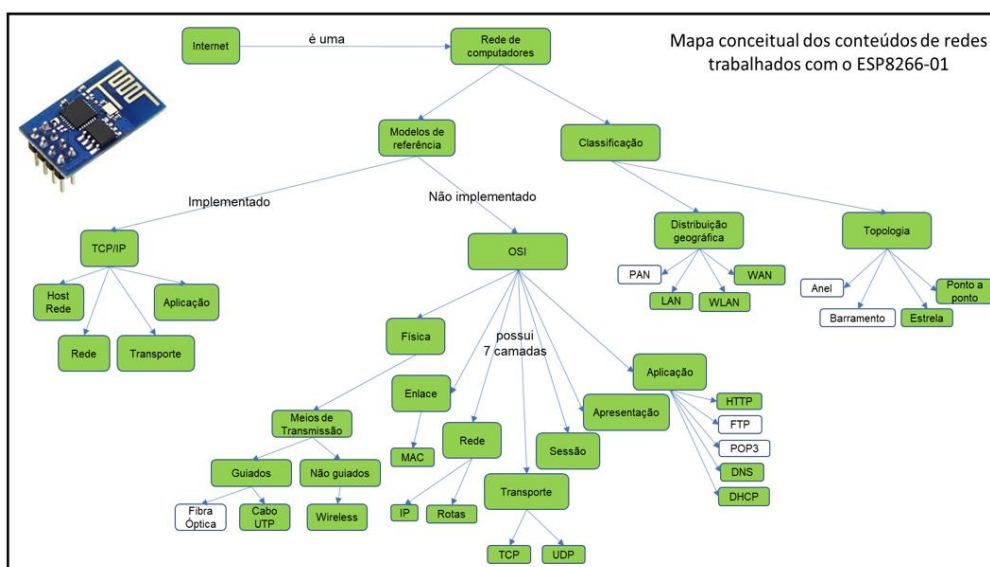 Internet
é uma
Rede de
computadores
Mapa conceitual dos conteúdos de redes
trabalhados com o ESP8266-01
Modelos de
referência
Classificação
Implementado
Não implementado
TCP/IP
OSI
Distribuição
geográfica
Topologia
Host
Rede
Aplicação
Rede
Transporte
PAN
WAN
LAN
WLAN
Anel
Ponto a
ponto
Barramento
Estrela
Física
possui
7 camadas
Aplicação
Enlace
Apresentação
HTTP
FTP
POP3
DNS
DHCP
Meios de
Transmissão
MAC
Rede
Sessão
Guiados
Não guiados
Transporte
Fibra
Óptica
Cabo
UTP
Wireless
IP
Rotas
TCP
UDP